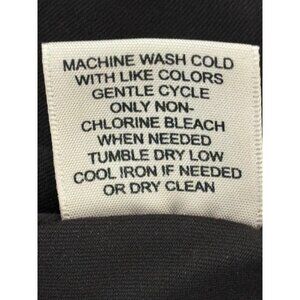 MACHINE WASH COLD
WITH LIKE COLORS
GENTLE CYCLE
ONLY NON-
CHLORINE BLEACH
WHEN NEEDED
TUMBLE DRY LOW
COOL IRON IF NEEDED
OR DRY CLEAN